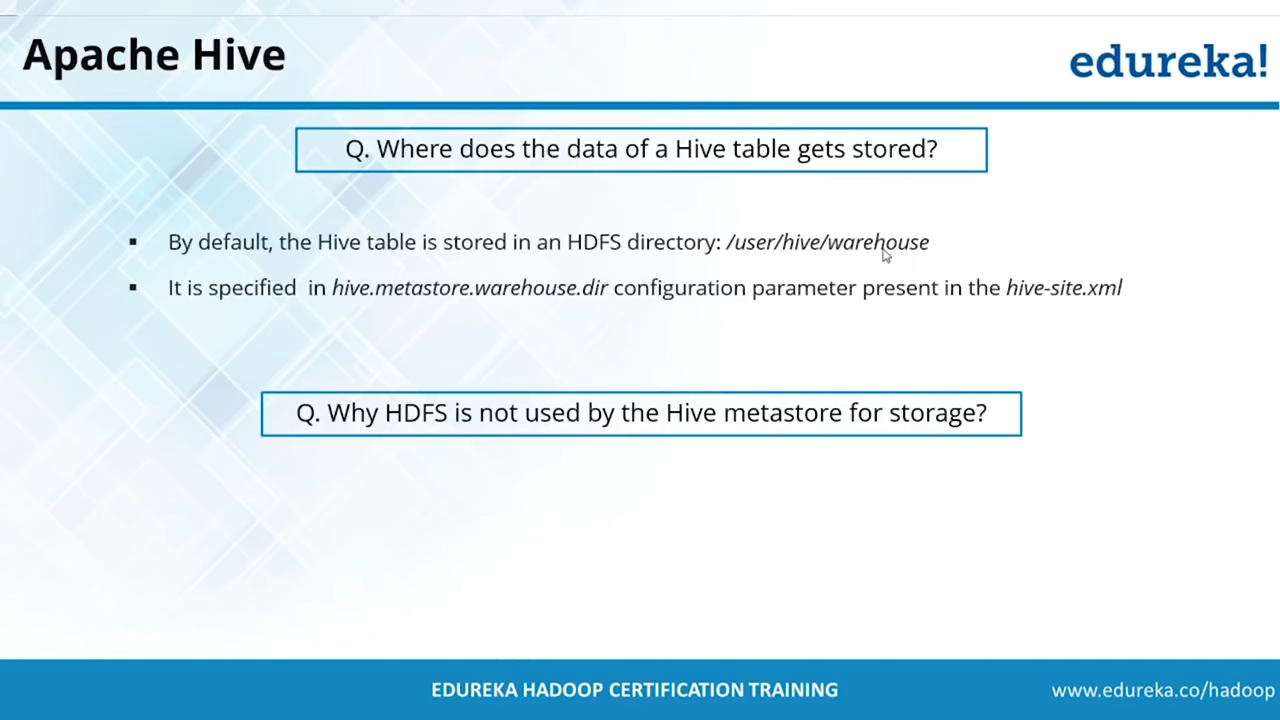 Apache Hive
edureka!
Q. Where does the data of a Hive table gets stored?
▪ By default, the Hive table is stored in an HDFS directory: /user/hive/warehouse
▪ It is specified in hive.metastore.warehouse.dir configuration parameter present in the hive-site.xml
Q. Why HDFS is not used by the Hive metastore for storage?
EDUREKA HADOOP CERTIFICATION TRAINING
www.edureka.co/hadoop